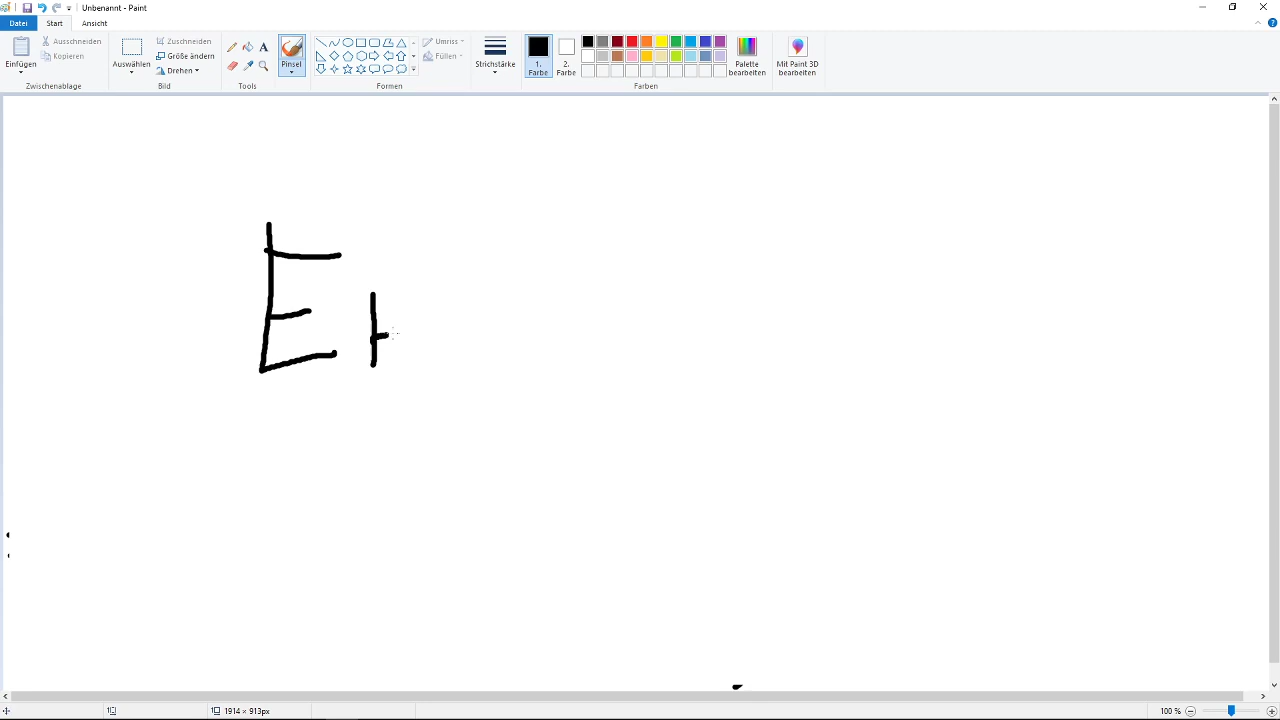 Unbenannt - Paint
Datei Start Ansicht
Einfügen
Ausschneiden
Kopieren
Zwischenablage
Auswählen
Zuschneiden
Größe ändern
Drehen
Bild
Tools
Pinsel
Formen
Umriss
Füllen
Strichstärke
1. Farbe
2. Farbe
Farben
Palette bearbeiten
Mit Paint 3D bearbeiten
E
1914 × 913px
100 %